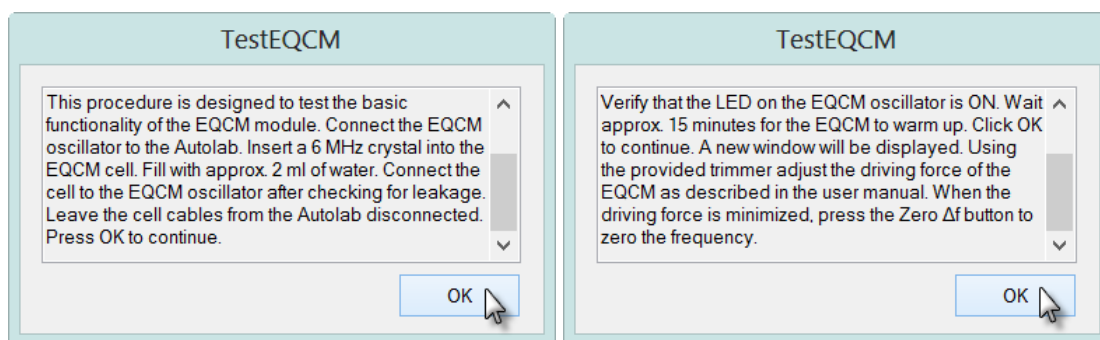 TestEQCM
This procedure is designed to test the basic
functionality of the EQCM module. Connect the EQCM
oscillator to the Autolab. Insert a 6 MHz crystal into the
EQCM cell. Fill with approx. 2 ml of water. Connect the
cell to the EQCM oscillator after checking for leakage.
Leave the cell cables from the Autolab disconnected.
Press OK to continue.
OK
TestEQCM
Verify that the LED on the EQCM oscillator is ON. Wait
approx. 15 minutes for the EQCM to warm up. Click OK
to continue. A new window will be displayed. Using
the provided trimmer adjust the driving force of the
EQCM as described in the user manual. When the
driving force is minimized, press the Zero Δf button to
zero the frequency.
OK